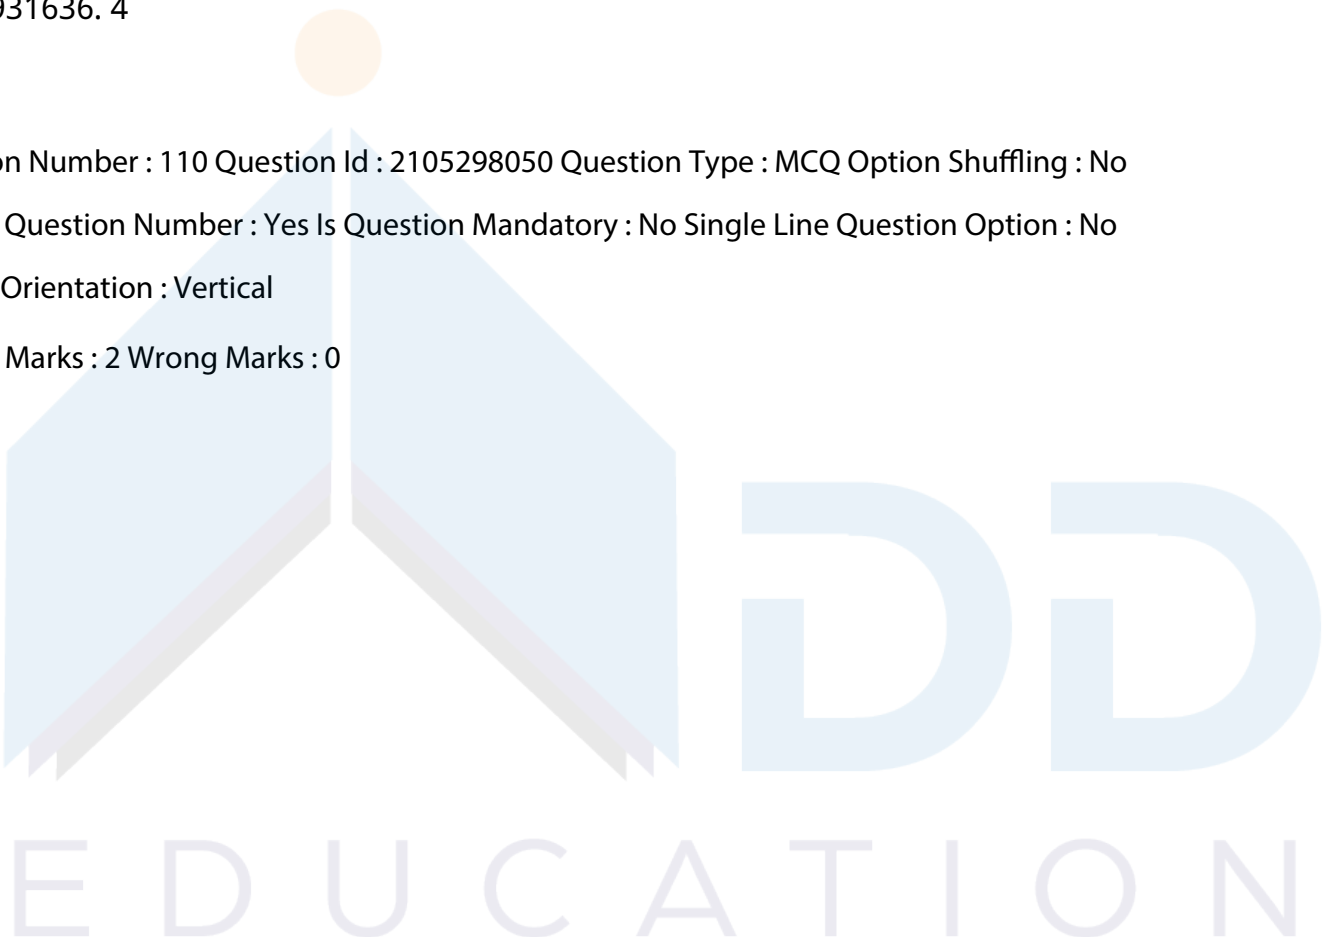 931636. 4
on Number : 110 Question Id : 2105298050 Question Type : MCQ Option Shuffling : No
Question Number : Yes Is Question Mandatory : No Single Line Question Option : No
Orientation : Vertical
Marks : 2 Wrong Marks : 0
DD
EDUCATION